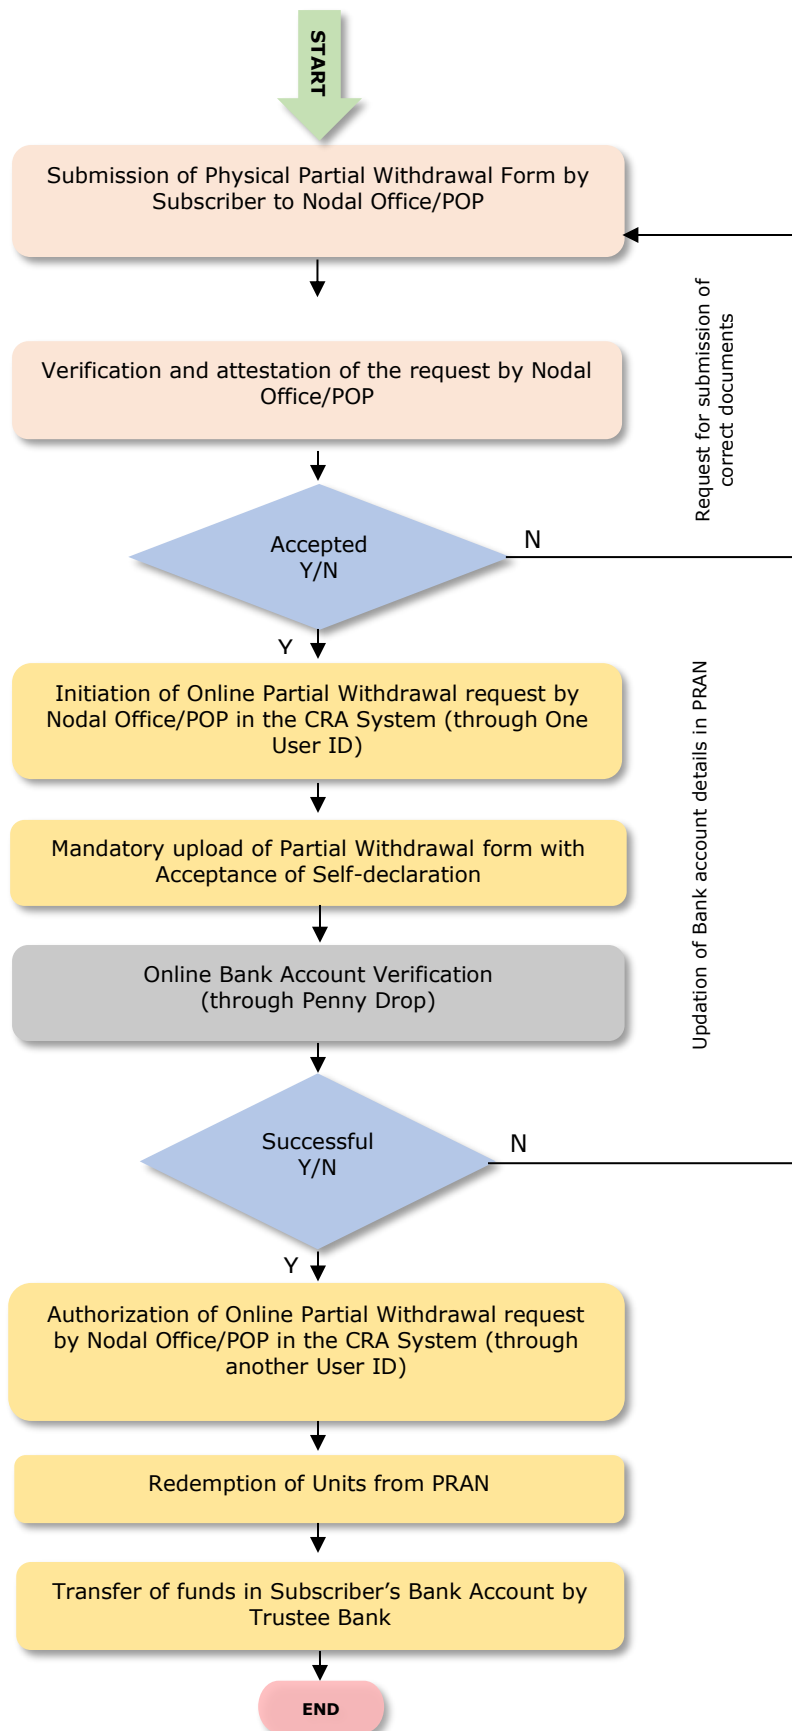 START
Submission of Physical Partial Withdrawal Form by
Subscriber to Nodal Office/POP
Request for submission of
correct documents
Verification and attestation of the request by Nodal
Office/POP
Accepted
Y/N
N
Y
Initiation of Online Partial Withdrawal request by
Nodal Office/POP in the CRA System (through One
User ID)
Updation of Bank account details in PRAN
Mandatory upload of Partial Withdrawal form with
Acceptance of Self-declaration
Online Bank Account Verification
(through Penny Drop)
Successful
Y/N
N
Y
Authorization of Online Partial Withdrawal request
by Nodal Office/POP in the CRA System (through
another User ID)
Redemption of Units from PRAN
Transfer of funds in Subscriber’s Bank Account by
Trustee Bank
END